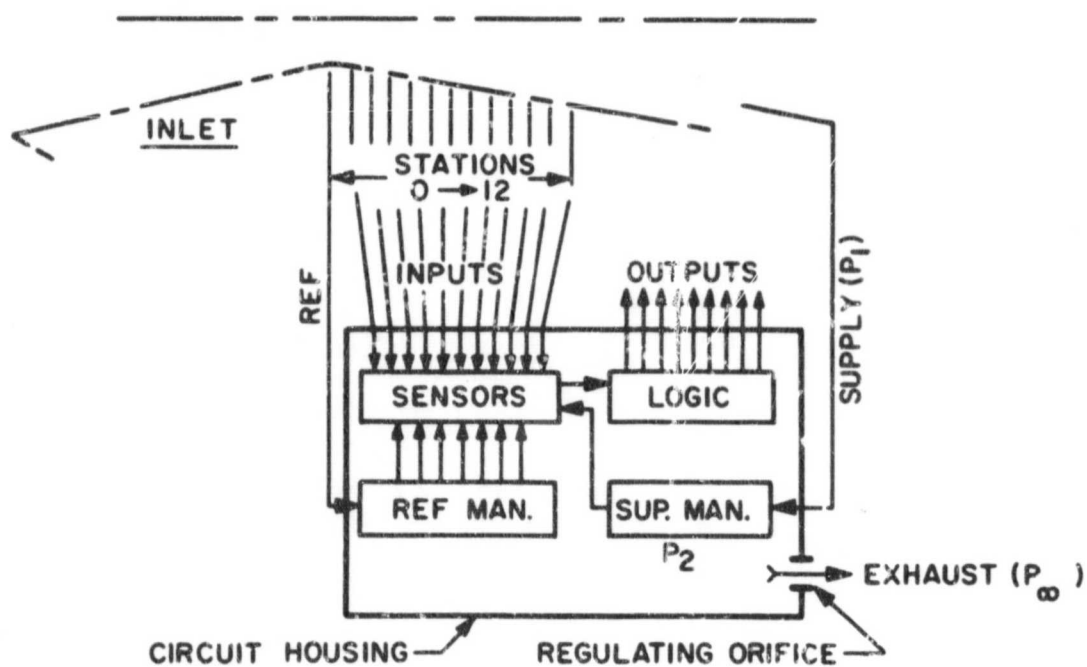 INLET
STATIONS
0 → 12
REF
INPUTS
OUTPUTS
SUPPLY (P1)
SENSORS
LOGIC
REF MAN.
SUP. MAN.
P2
EXHAUST (P∞)
CIRCUIT HOUSING
REGULATING ORIFICE